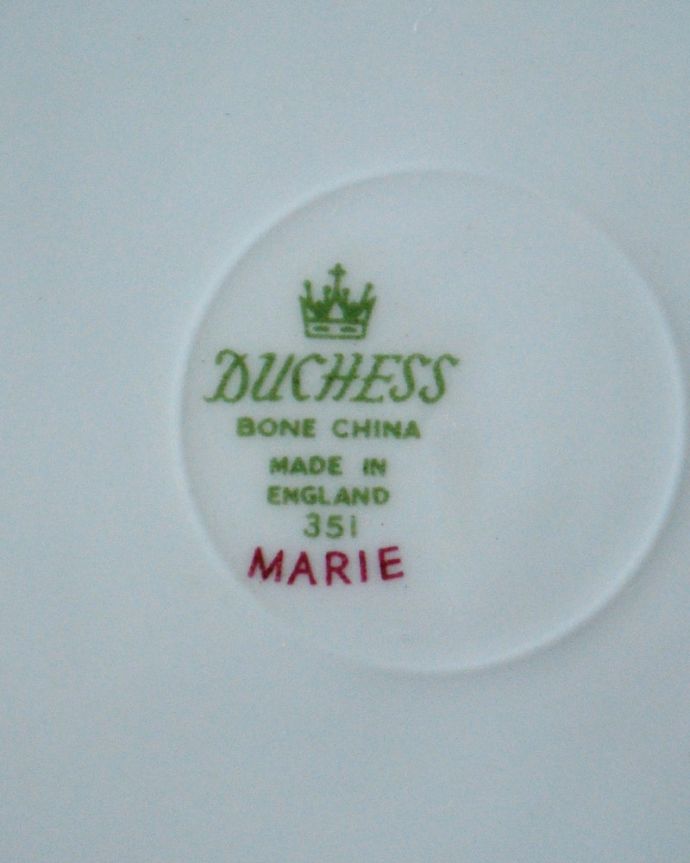 DUCHESS
BONE CHINA
MADE IN
ENGLAND
351
MARIE